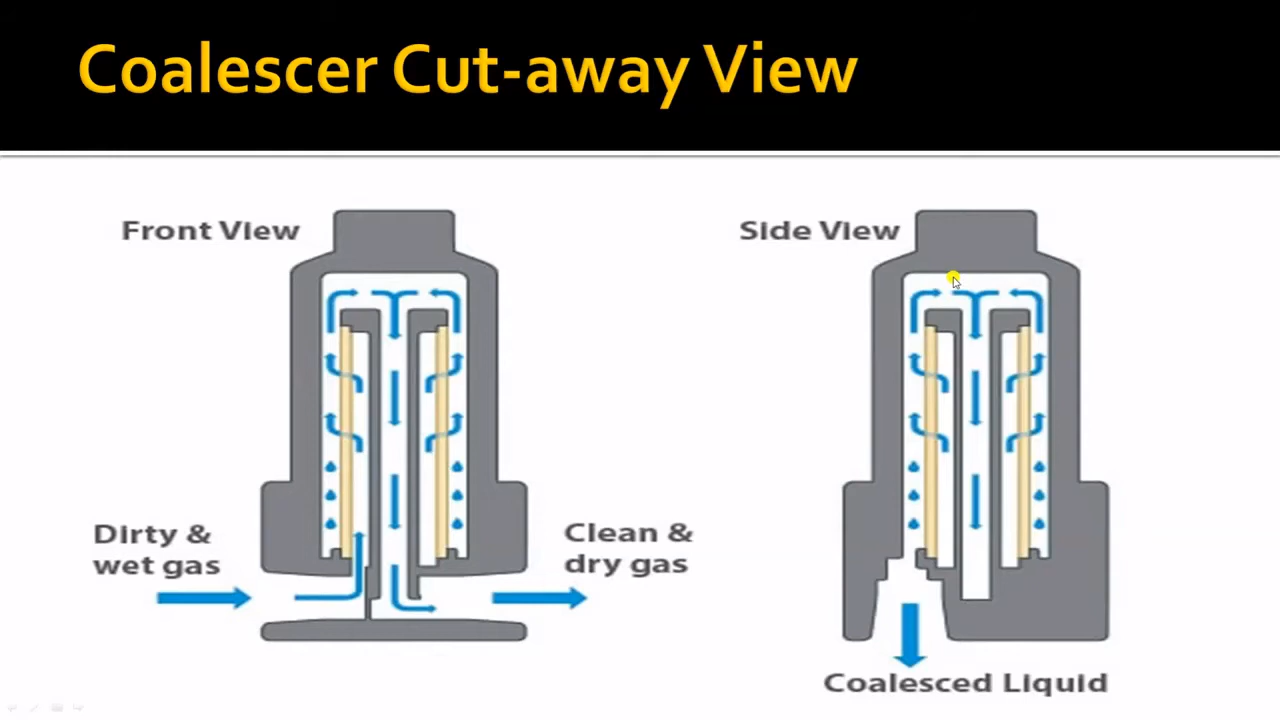 Coalescer Cut-away View
Front View
Side View
Dirty &
wet gas
Clean &
dry gas
Coalesced Liquid